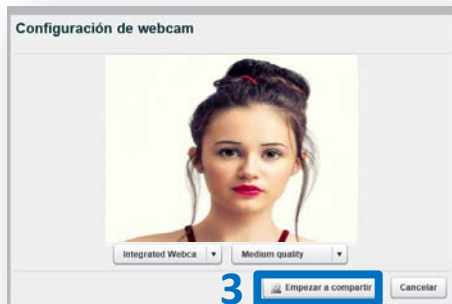 Configuración de webcam
Integrated Webca
Medium quality
3
Empezar a compartir
Cancelar